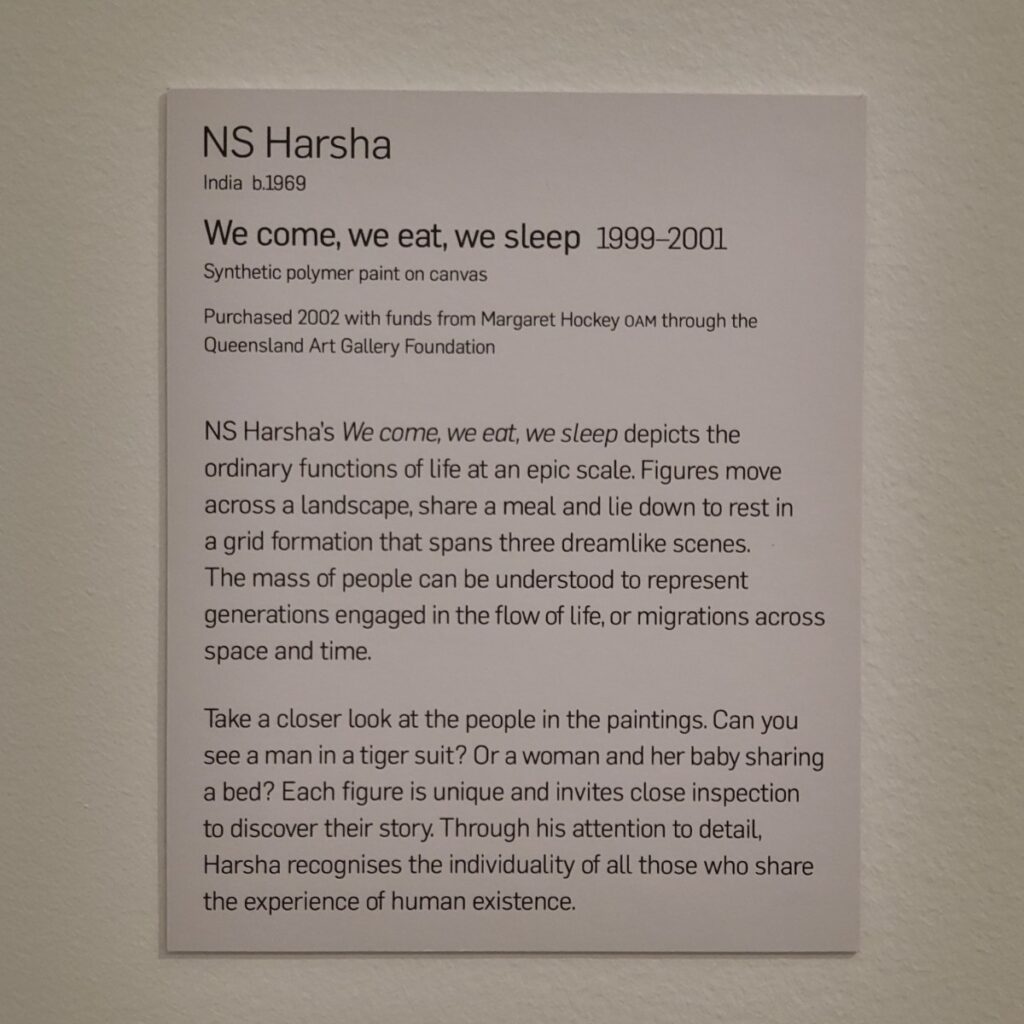 NS Harsha
India b.1969
We come, we eat, we sleep 1999–2001
Synthetic polymer paint on canvas
Purchased 2002 with funds from Margaret Hockey OAM through the
Queensland Art Gallery Foundation
NS Harsha's We come, we eat, we sleep depicts the
ordinary functions of life at an epic scale. Figures move
across a landscape, share a meal and lie down to rest in
a grid formation that spans three dreamlike scenes.
The mass of people can be understood to represent
generations engaged in the flow of life, or migrations across
space and time.
Take a closer look at the people in the paintings. Can you
see a man in a tiger suit? Or a woman and her baby sharing
a bed? Each figure is unique and invites close inspection
to discover their story. Through his attention to detail,
Harsha recognises the individuality of all those who share
the experience of human existence.